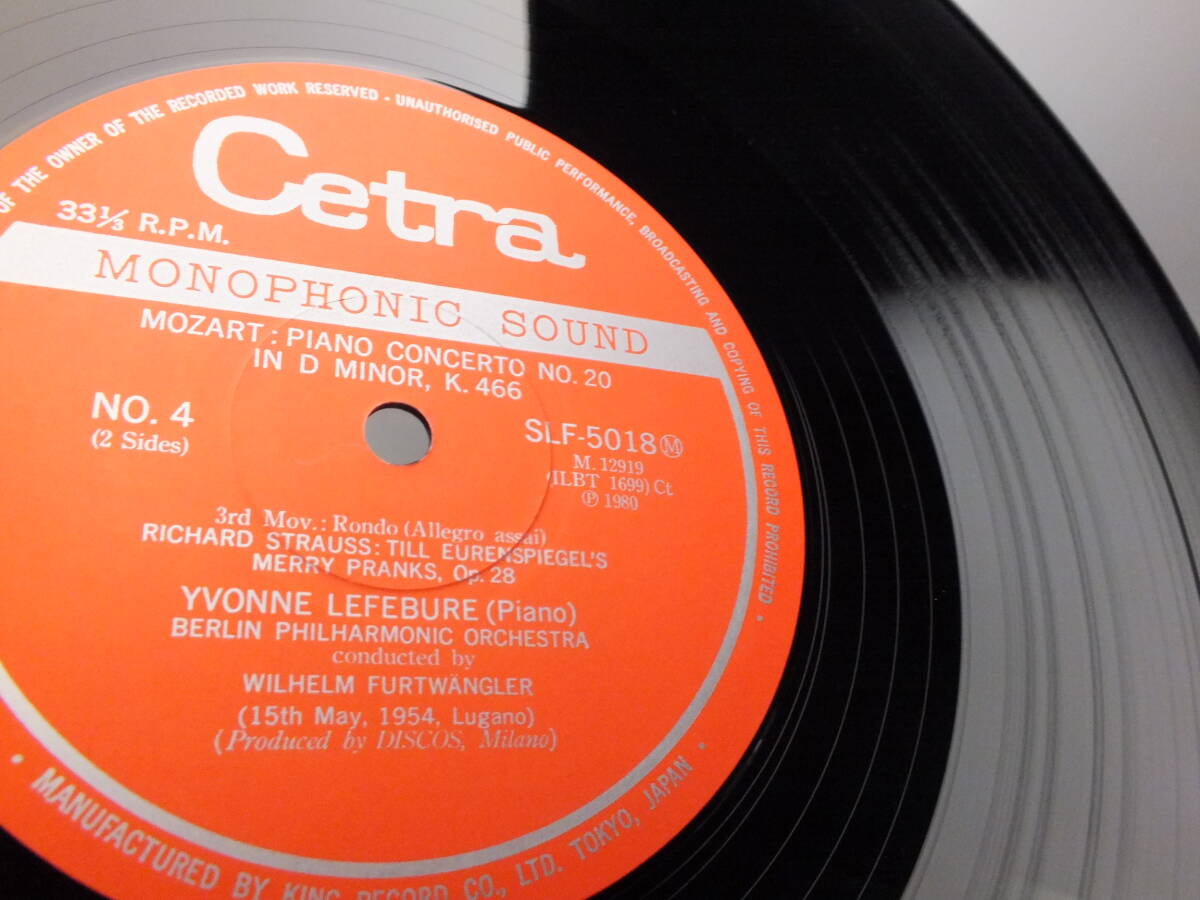 OF THE OWNER OF THE RECORDED WORK RESERVED · UNAUTHORISED PUBLIC PERFORMANCE, BROADCASTING AND COPYING OF THIS RECORD PROHIBITED ·
Cetra
33⅓ R.P.M.
MONOPHONIC SOUND
MOZART : PIANO CONCERTO NO. 20
IN D MINOR, K. 466
NO. 4
(2 Sides)
SLF-5018 Ⓜ
M. 12919
(ILBT 1699) Ct
℗ 1980
3rd Mov.: Rondo (Allegro assai)
RICHARD STRAUSS: TILL EURENSPIEGEL'S
MERRY PRANKS, Op. 28
YVONNE LEFEBURE (Piano)
BERLIN PHILHARMONIC ORCHESTRA
conducted by
WILHELM FURTWÄNGLER
(15th May, 1954, Lugano)
(Produced by DISCOS, Milano)
· MANUFACTURED BY KING RECORD CO., LTD. TOKYO, JAPAN ·